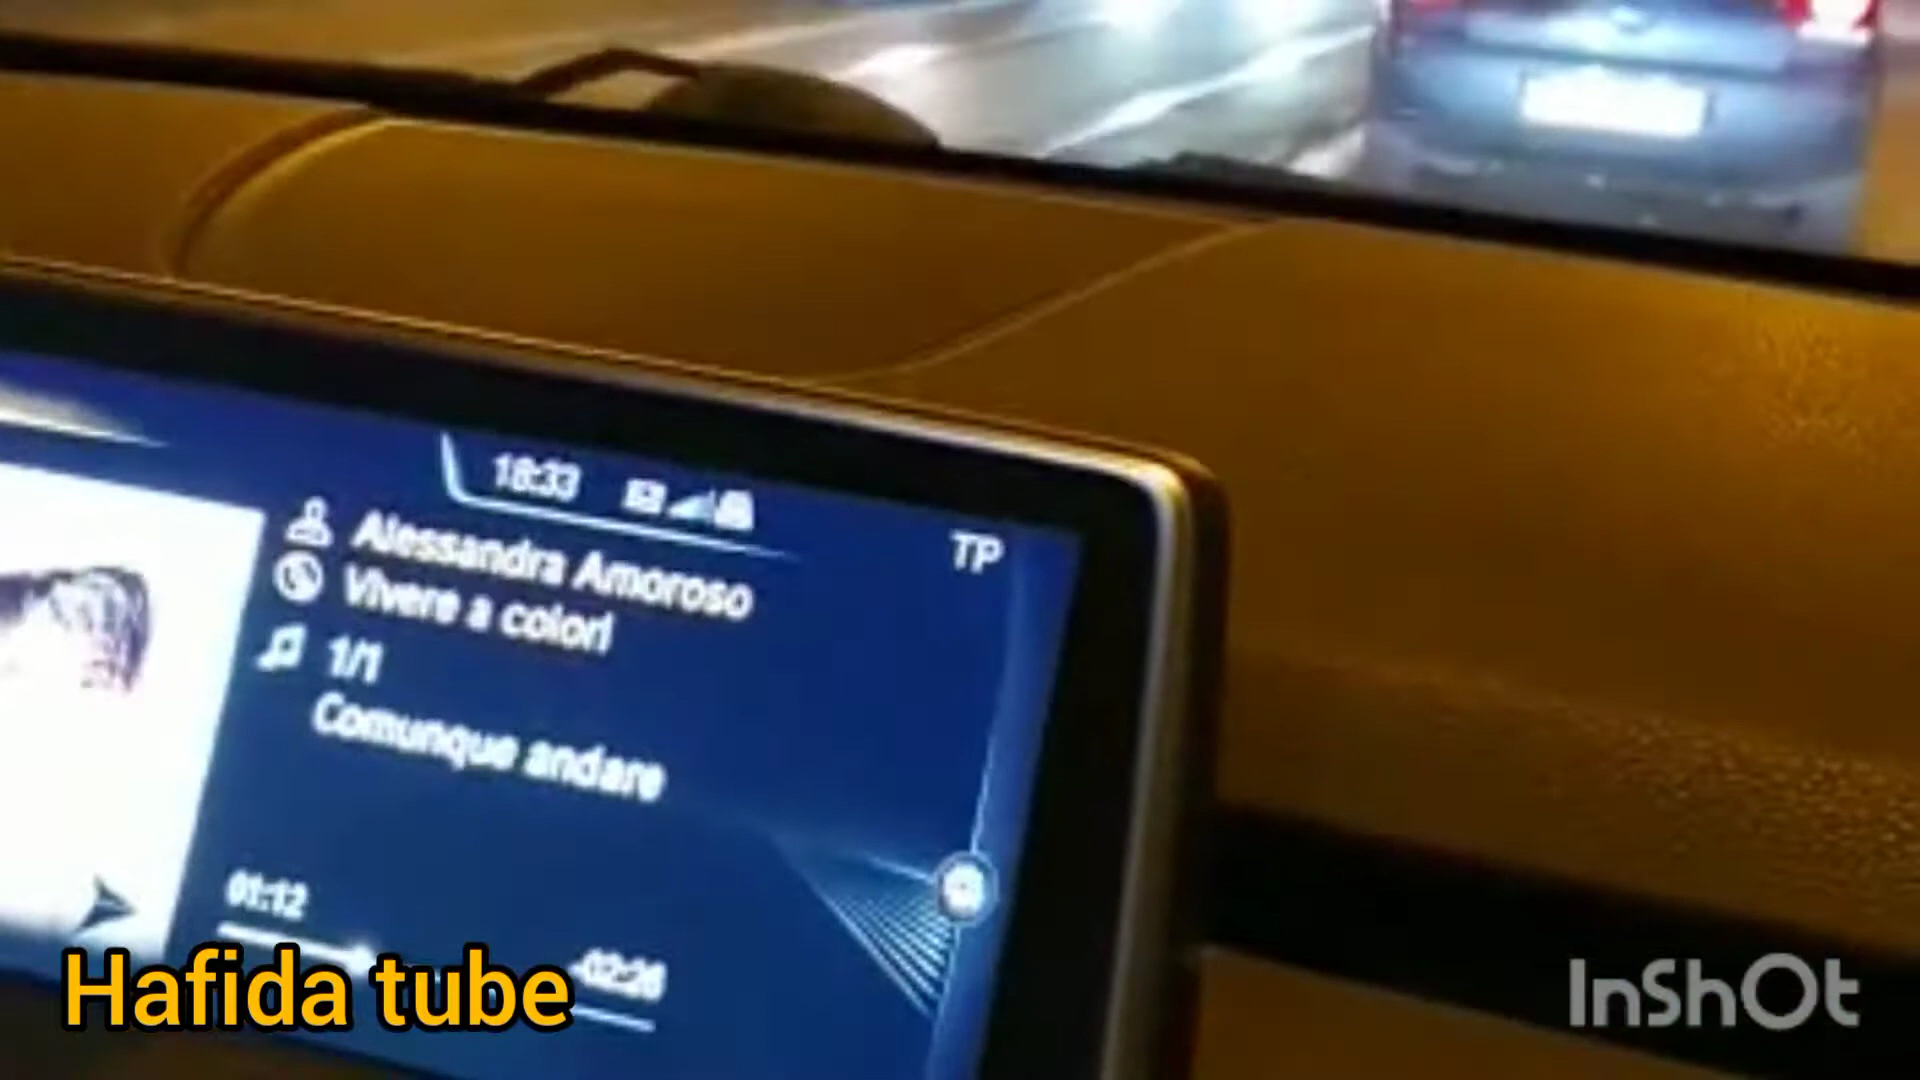 18:33
TP
Alessandra Amoroso
Vivere a colori
1/1
Comunque andare
01:12
-02:26
Hafida tube
InShOt